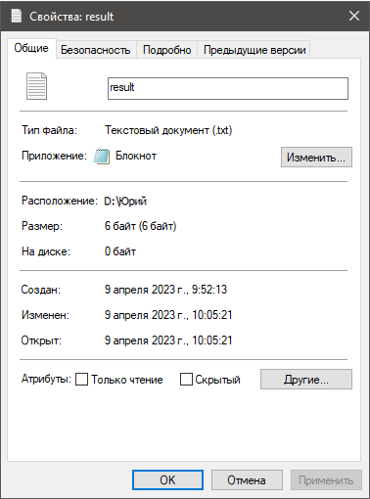 Свойства: result
Общие Безопасность Подробно Предыдущие версии
result
Тип файла: Текстовый документ (.txt)
Приложение: Блокнот Изменить...
Расположение: D:\Юрий
Размер: 6 байт (6 байт)
На диске: 0 байт
Создан: 9 апреля 2023 г., 9:52:13
Изменен: 9 апреля 2023 г., 10:05:21
Открыт: 9 апреля 2023 г., 10:05:21
Атрибуты: Только чтение Скрытый Другие...
OK Отмена Применить